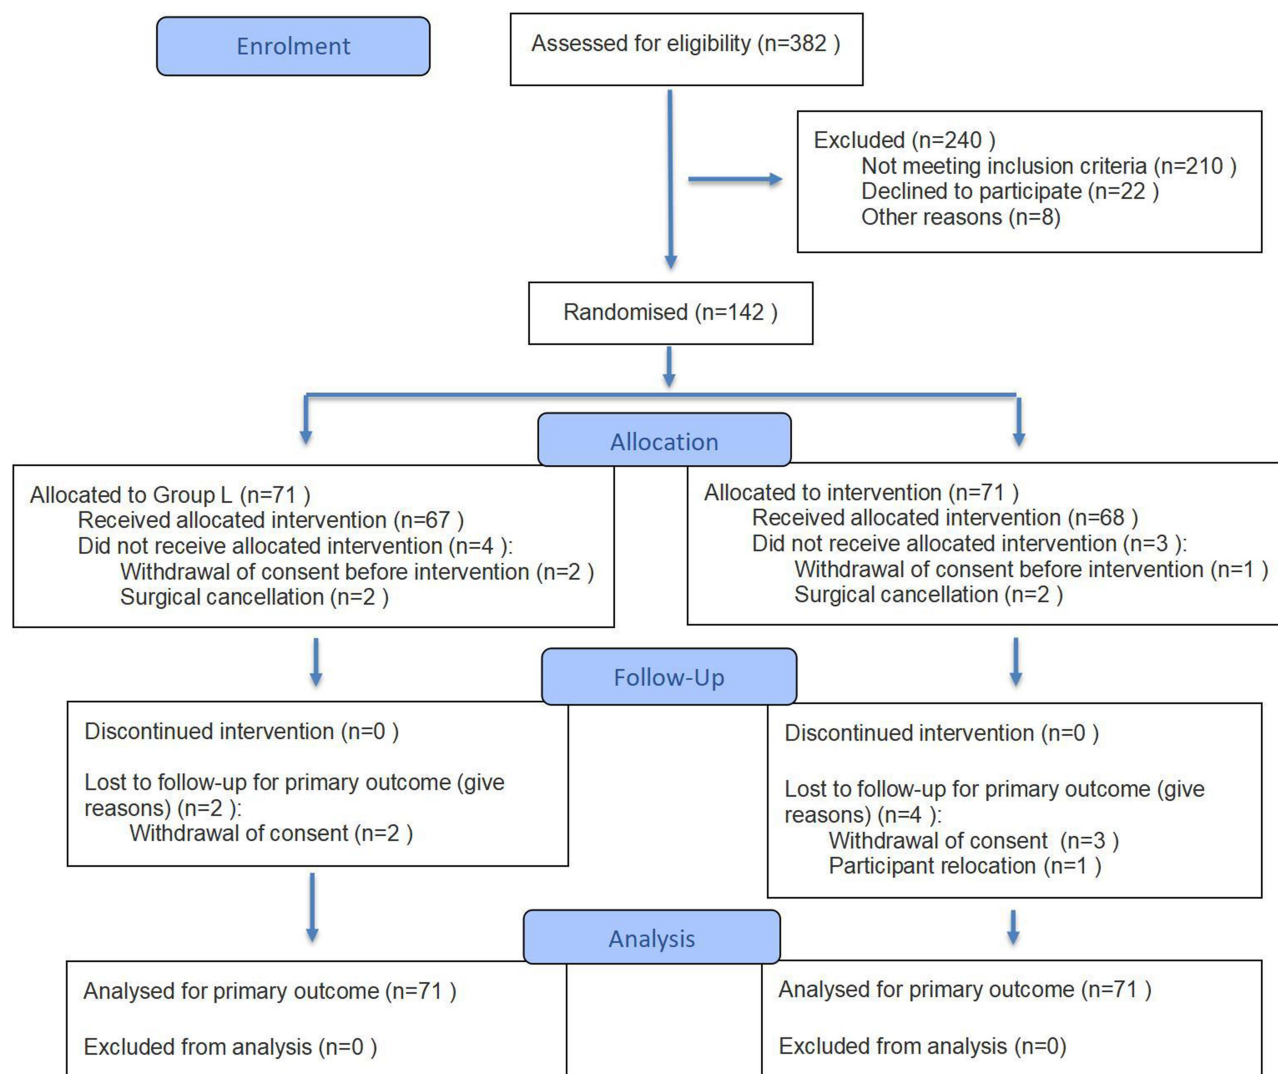 Enrolment
Assessed for eligibility (n=382 )
Excluded (n=240 )
Not meeting inclusion criteria (n=210 )
Declined to participate (n=22 )
Other reasons (n=8)
Randomised (n=142 )
Allocation
Allocated to Group L (n=71 )
Received allocated intervention (n=67 )
Did not receive allocated intervention (n=4 ):
Withdrawal of consent before intervention (n=2 )
Surgical cancellation (n=2 )
Allocated to intervention (n=71 )
Received allocated intervention (n=68 )
Did not receive allocated intervention (n=3 ):
Withdrawal of consent before intervention (n=1 )
Surgical cancellation (n=2 )
Follow-Up
Discontinued intervention (n=0 )
Lost to follow-up for primary outcome (give
reasons) (n=2 ):
Withdrawal of consent (n=2 )
Discontinued intervention (n=0 )
Lost to follow-up for primary outcome (give
reasons) (n=4 ):
Withdrawal of consent  (n=3 )
Participant relocation (n=1 )
Analysis
Analysed for primary outcome (n=71 )
Excluded from analysis (n=0 )
Analysed for primary outcome (n=71 )
Excluded from analysis (n=0)